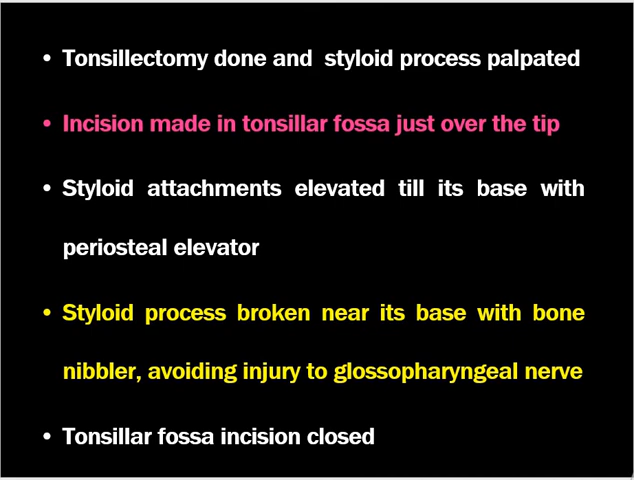 • Tonsillectomy done and styloid process palpated
• Incision made in tonsillar fossa just over the tip
• Styloid attachments elevated till its base with
periosteal elevator
• Styloid process broken near its base with bone
nibbler, avoiding injury to glossopharyngeal nerve
• Tonsillar fossa incision closed